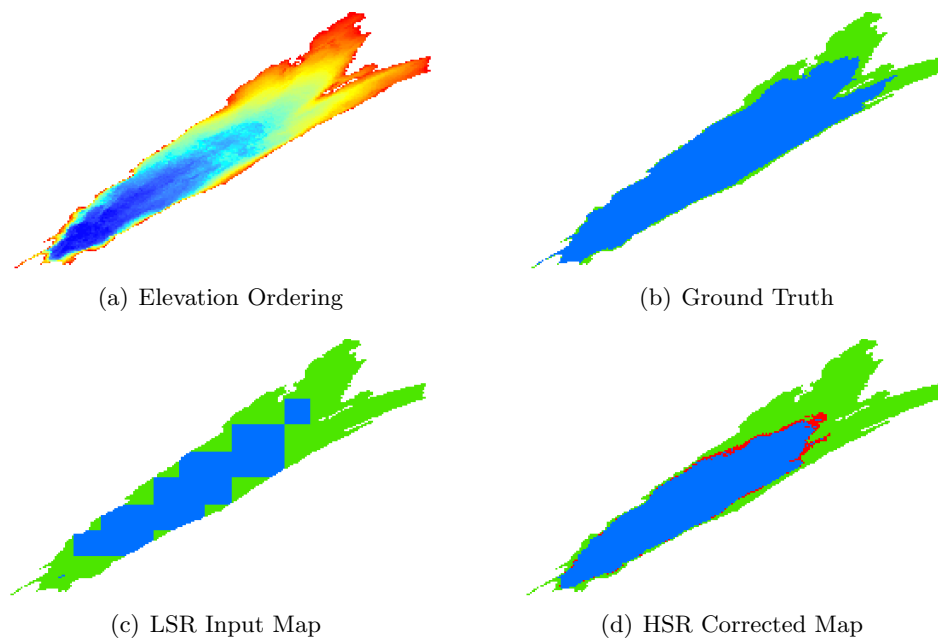 (a) Elevation Ordering
(b) Ground Truth
(c) LSR Input Map
(d) HSR Corrected Map